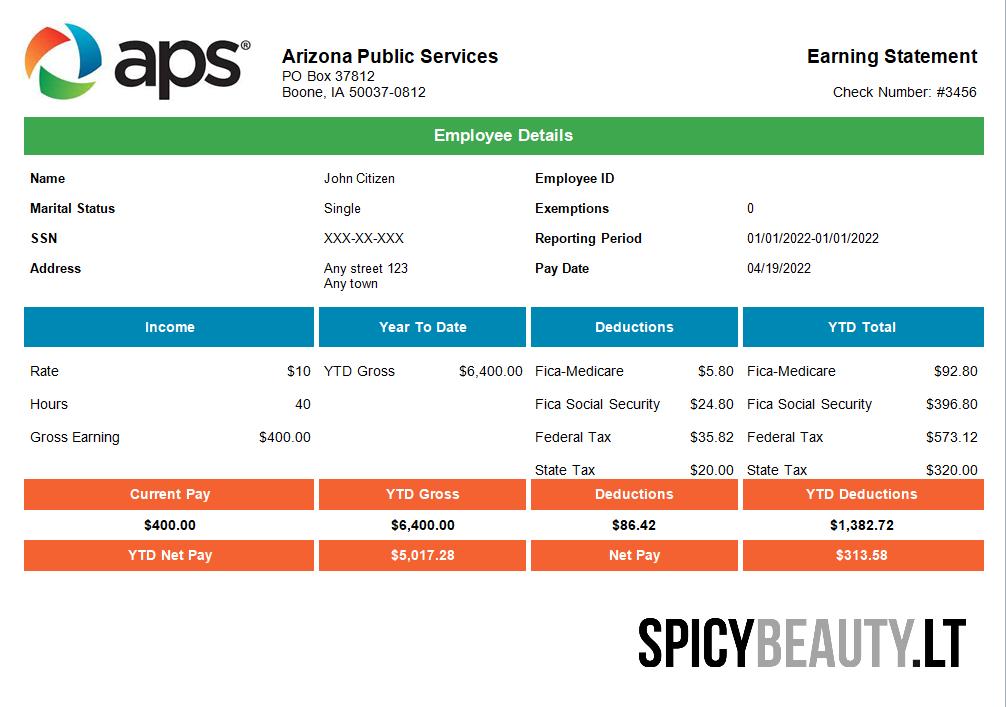 aps®
Arizona Public Services
PO Box 37812
Boone, IA 50037-0812
Earning Statement
Check Number: #3456
Employee Details
Name John Citizen Employee ID
Marital Status Single Exemptions 0
SSN XXX-XX-XXX Reporting Period 01/01/2022-01/01/2022
Address Any street 123 Pay Date 04/19/2022
Any town
Income Year To Date Deductions YTD Total
Rate $10 YTD Gross $6,400.00 Fica-Medicare $5.80 Fica-Medicare $92.80
Hours 40 Fica Social Security $24.80 Fica Social Security $396.80
Gross Earning $400.00 Federal Tax $35.82 Federal Tax $573.12
State Tax $20.00 State Tax $320.00
Current Pay YTD Gross Deductions YTD Deductions
$400.00 $6,400.00 $86.42 $1,382.72
YTD Net Pay $5,017.28 Net Pay $313.58
SPICYBEAUTY.LT